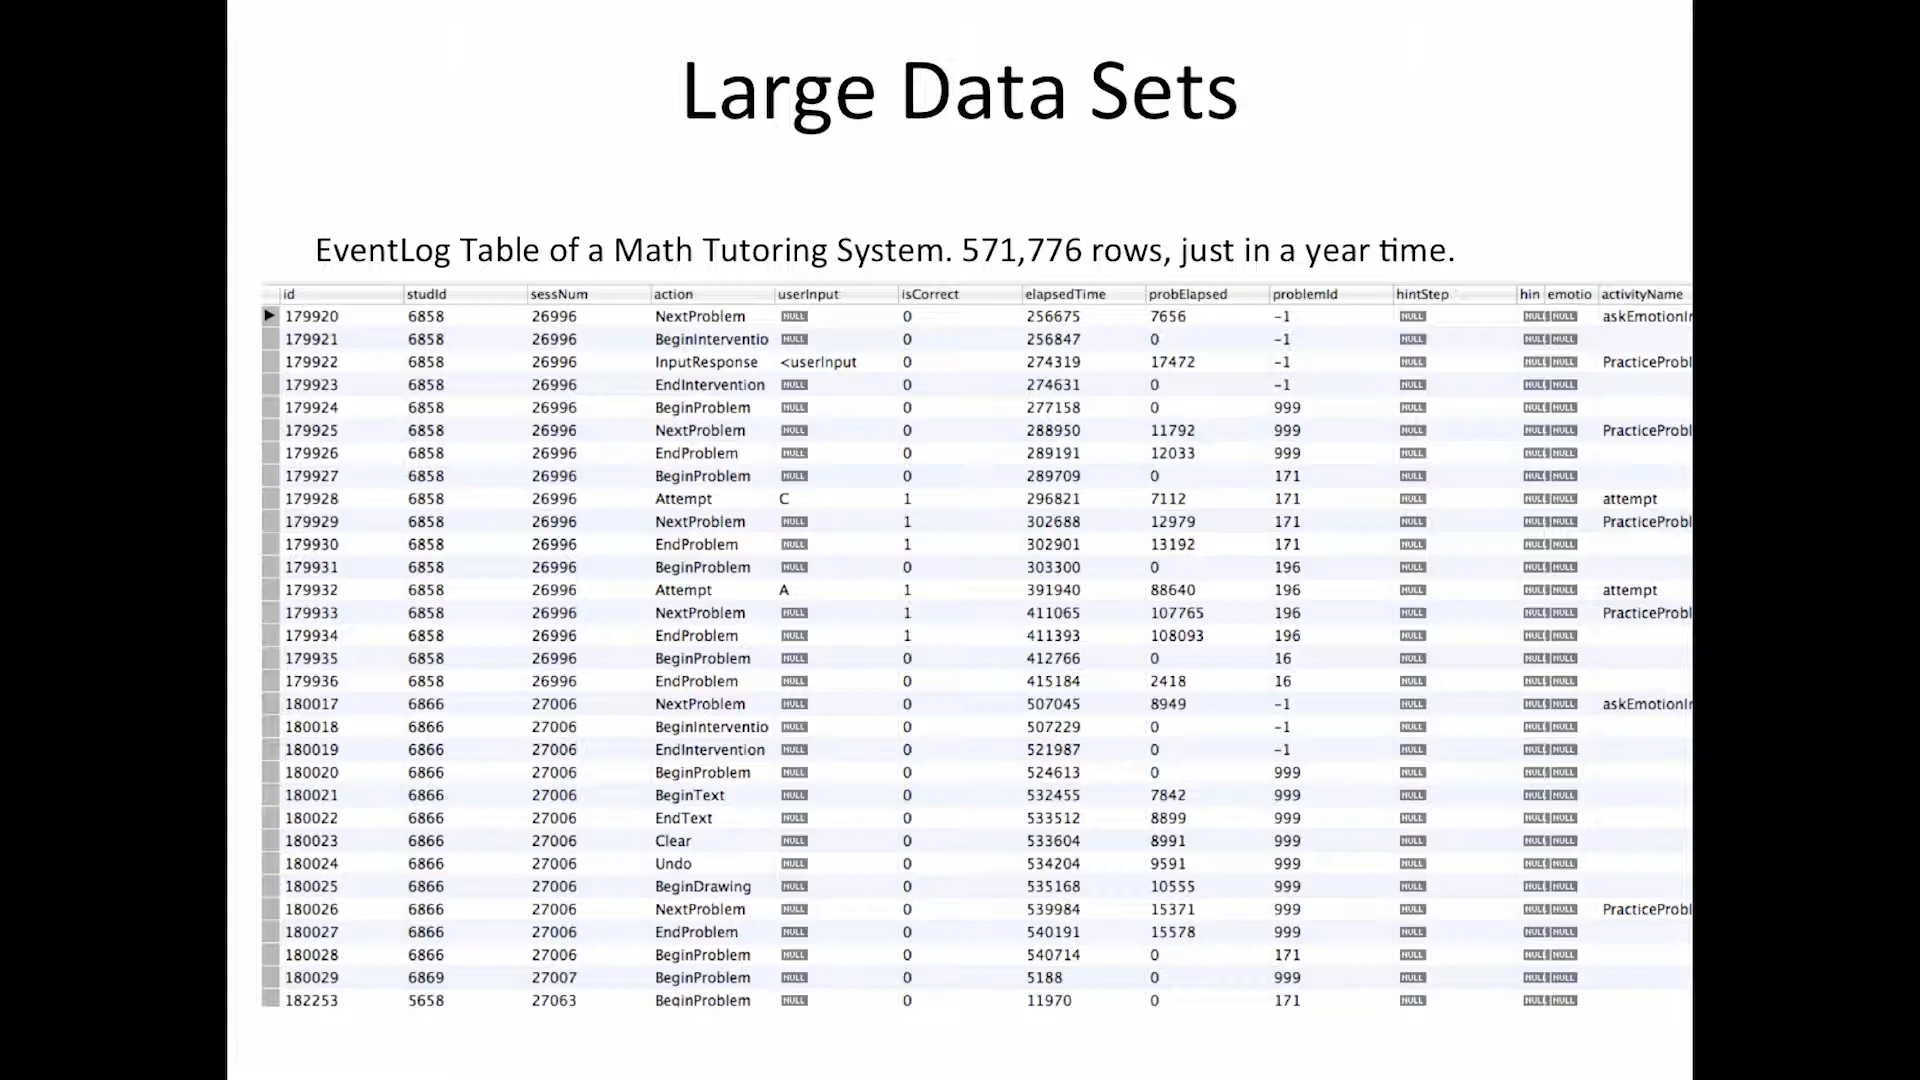 Large Data Sets
EventLog Table of a Math Tutoring System. 571,776 rows, just in a year time.
id studId sessNum action userInput isCorrect elapsedTime probElapsed problemId hintStep hin emotio activityName
179920 6858 26996 NextProblem NULL 0 256675 7656 -1 NULL NULL NULL askEmotionIr
179921 6858 26996 BeginInterventio NULL 0 256847 0 -1 NULL NULL NULL
179922 6858 26996 InputResponse <userInput 0 274319 17472 -1 NULL NULL NULL PracticeProbl
179923 6858 26996 EndIntervention NULL 0 274631 0 -1 NULL NULL NULL
179924 6858 26996 BeginProblem NULL 0 277158 0 999 NULL NULL NULL
179925 6858 26996 NextProblem NULL 0 288950 11792 999 NULL NULL NULL PracticeProbl
179926 6858 26996 EndProblem NULL 0 289191 12033 999 NULL NULL NULL
179927 6858 26996 BeginProblem NULL 0 289709 0 171 NULL NULL NULL
179928 6858 26996 Attempt C 1 296821 7112 171 NULL NULL NULL attempt
179929 6858 26996 NextProblem NULL 1 302688 12979 171 NULL NULL NULL PracticeProbl
179930 6858 26996 EndProblem NULL 1 302901 13192 171 NULL NULL NULL
179931 6858 26996 BeginProblem NULL 0 303300 0 196 NULL NULL NULL
179932 6858 26996 Attempt A 1 391940 88640 196 NULL NULL NULL attempt
179933 6858 26996 NextProblem NULL 1 411065 107765 196 NULL NULL NULL PracticeProbl
179934 6858 26996 EndProblem NULL 1 411393 108093 196 NULL NULL NULL
179935 6858 26996 BeginProblem NULL 0 412766 0 16 NULL NULL NULL
179936 6858 26996 EndProblem NULL 0 415184 2418 16 NULL NULL NULL
180017 6866 27006 NextProblem NULL 0 507045 8949 -1 NULL NULL NULL askEmotionIr
180018 6866 27006 BeginInterventio NULL 0 507229 0 -1 NULL NULL NULL
180019 6866 27006 EndIntervention NULL 0 521987 0 -1 NULL NULL NULL
180020 6866 27006 BeginProblem NULL 0 524613 0 999 NULL NULL NULL
180021 6866 27006 BeginText NULL 0 532455 7842 999 NULL NULL NULL
180022 6866 27006 EndText NULL 0 533512 8899 999 NULL NULL NULL
180023 6866 27006 Clear NULL 0 533604 8991 999 NULL NULL NULL
180024 6866 27006 Undo NULL 0 534204 9591 999 NULL NULL NULL
180025 6866 27006 BeginDrawing NULL 0 535168 10555 999 NULL NULL NULL
180026 6866 27006 NextProblem NULL 0 539984 15371 999 NULL NULL NULL PracticeProbl
180027 6866 27006 EndProblem NULL 0 540191 15578 999 NULL NULL NULL
180028 6866 27006 BeginProblem NULL 0 540714 0 171 NULL NULL NULL
180029 6869 27007 BeginProblem NULL 0 5188 0 999 NULL NULL NULL
182253 5658 27063 BeginProblem NULL 0 11970 0 171 NULL NULL NULL